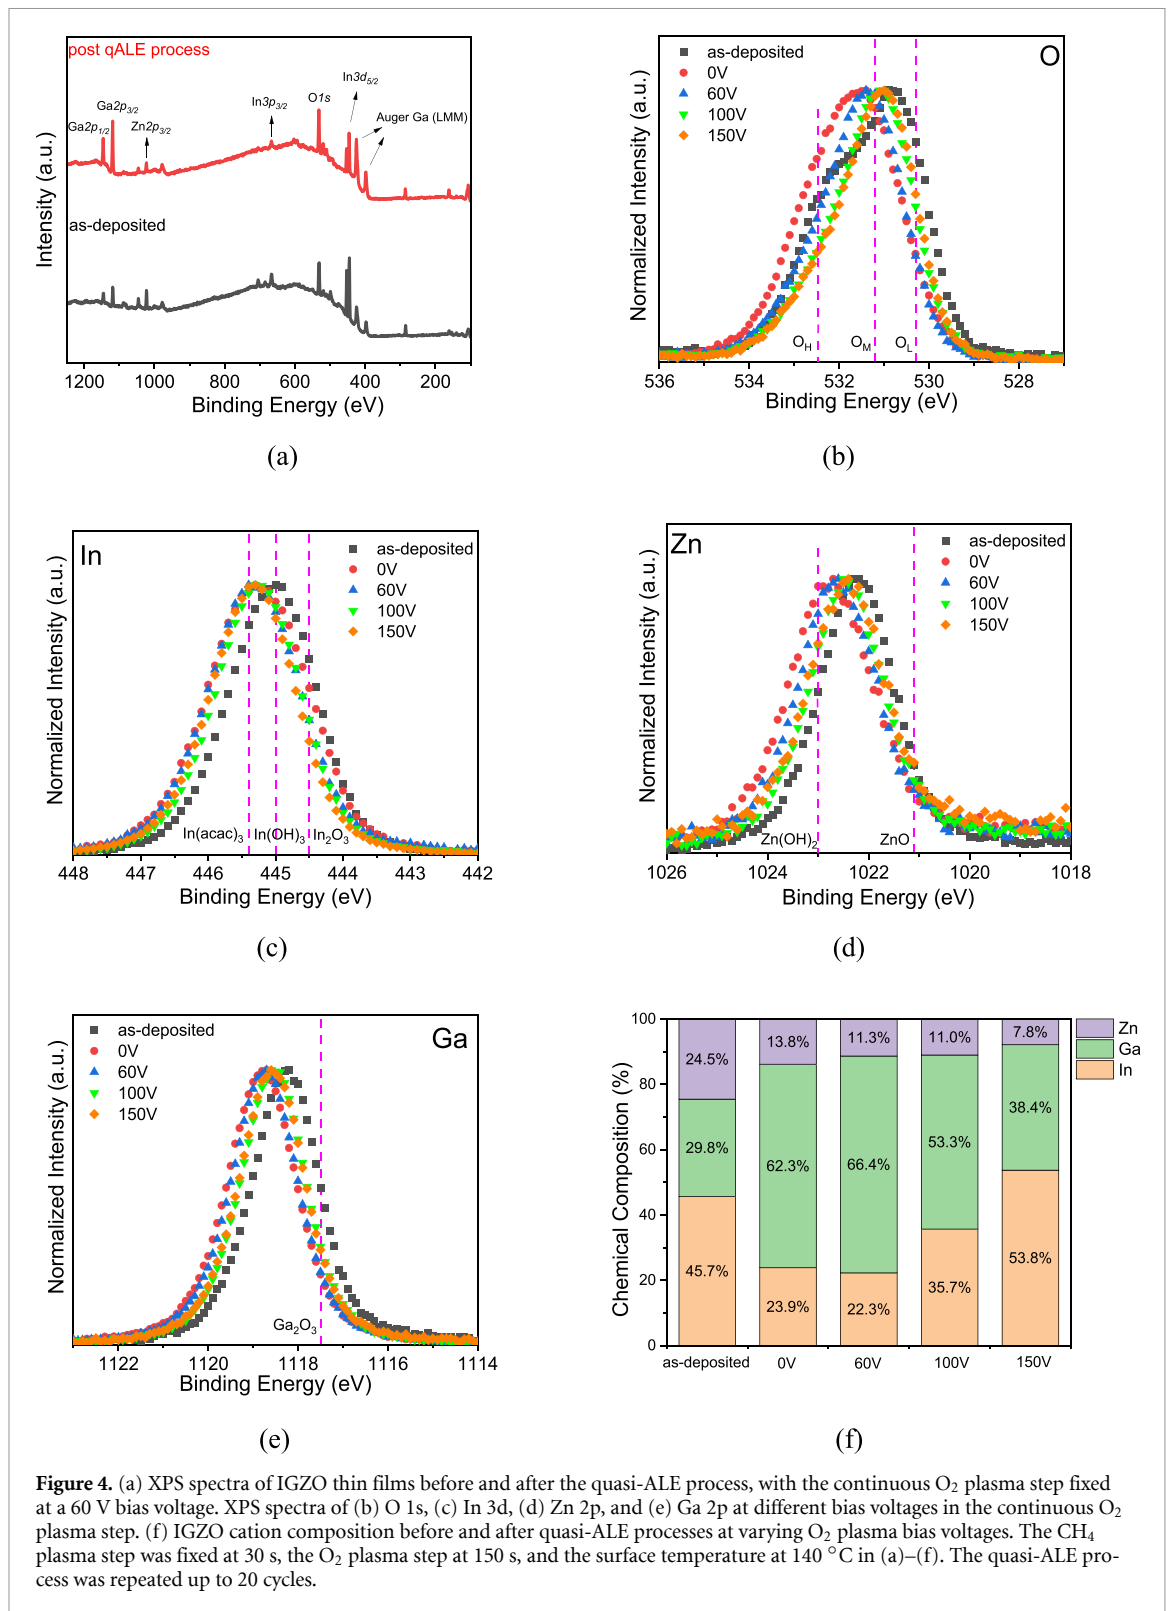 post qALE process
Ga2p3/2
Ga2p1/2
Zn2p3/2
In3p3/2
O1s
In3d5/2
Auger Ga (LMM)
as-deposited
Intensity (a.u.)
1200 1000 800 600 400 200
Binding Energy (eV)
(a)
as-deposited
0V
60V
100V
150V
O
OH OM OL
Normalized Intensity (a.u.)
536 534 532 530 528
Binding Energy (eV)
(b)
In
as-deposited
0V
60V
100V
150V
In(acac)3 In(OH)3 In2O3
Normalized Intensity (a.u.)
448 447 446 445 444 443 442
Binding Energy (eV)
(c)
Zn
as-deposited
0V
60V
100V
150V
Zn(OH)2 ZnO
Normalized Intensity (a.u.)
1026 1024 1022 1020 1018
Binding Energy (eV)
(d)
as-deposited
0V
60V
100V
150V
Ga
Ga2O3
Normalized Intensity (a.u.)
1122 1120 1118 1116 1114
Binding Energy (eV)
(e)
Chemical Composition (%)
100
80
60
40
20
0
24.5% 13.8% 11.3% 11.0% 7.8%
29.8% 62.3% 66.4% 53.3% 38.4%
45.7% 23.9% 22.3% 35.7% 53.8%
Zn
Ga
In
as-deposited 0V 60V 100V 150V
(f)
Figure 4. (a) XPS spectra of IGZO thin films before and after the quasi-ALE process, with the continuous O2 plasma step fixed
at a 60 V bias voltage. XPS spectra of (b) O 1s, (c) In 3d, (d) Zn 2p, and (e) Ga 2p at different bias voltages in the continuous O2
plasma step. (f) IGZO cation composition before and after quasi-ALE processes at varying O2 plasma bias voltages. The CH4
plasma step was fixed at 30 s, the O2 plasma step at 150 s, and the surface temperature at 140 °C in (a)–(f). The quasi-ALE pro-
cess was repeated up to 20 cycles.